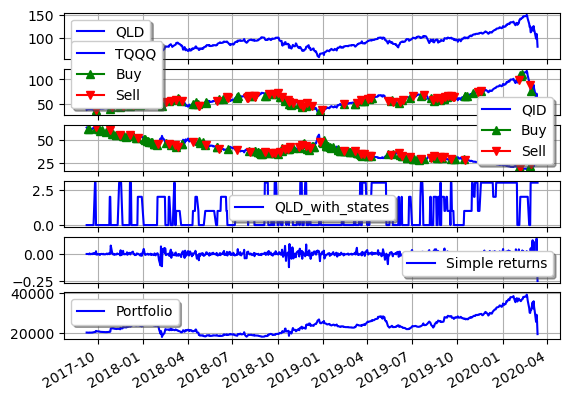 150
100
QLD
TQQQ
Buy
Sell
100
50
QID
Buy
Sell
50
25
2.5
0.0
QLD_with_states
0.00
−0.25
Simple returns
40000
20000
Portfolio
2017-10
2018-01
2018-04
2018-07
2018-10
2019-01
2019-04
2019-07
2019-10
2020-01
2020-04